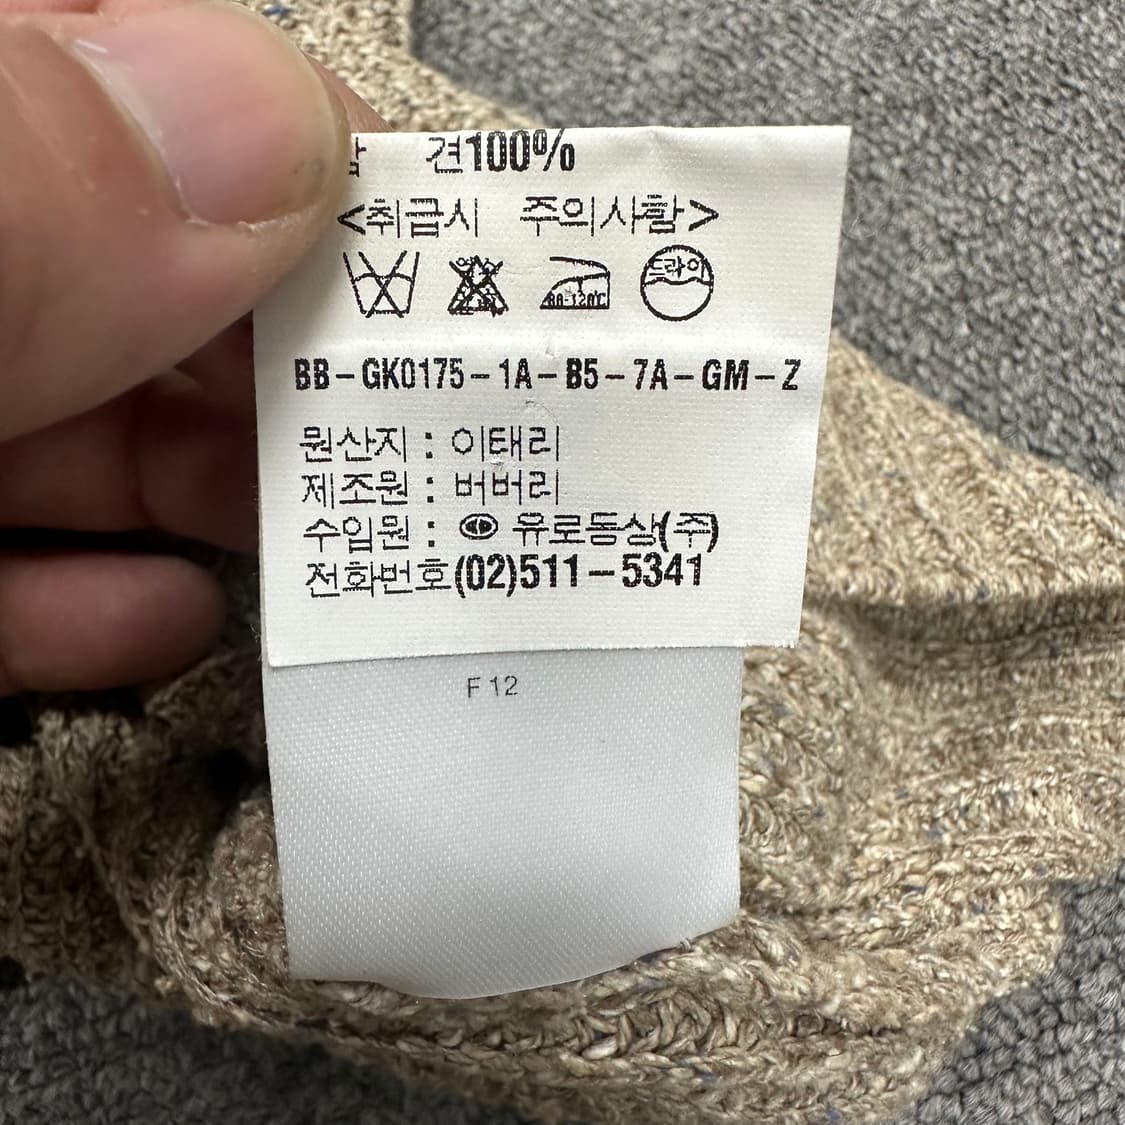 견100%
<취급시 주의사항>
80-120℃ 드라이
BB-GK0175-1A-B5-7A-GM-Z
원산지 : 이태리
제조원 : 버버리
수입원 : 유로통상(주)
전화번호(02)511-5341
F 12